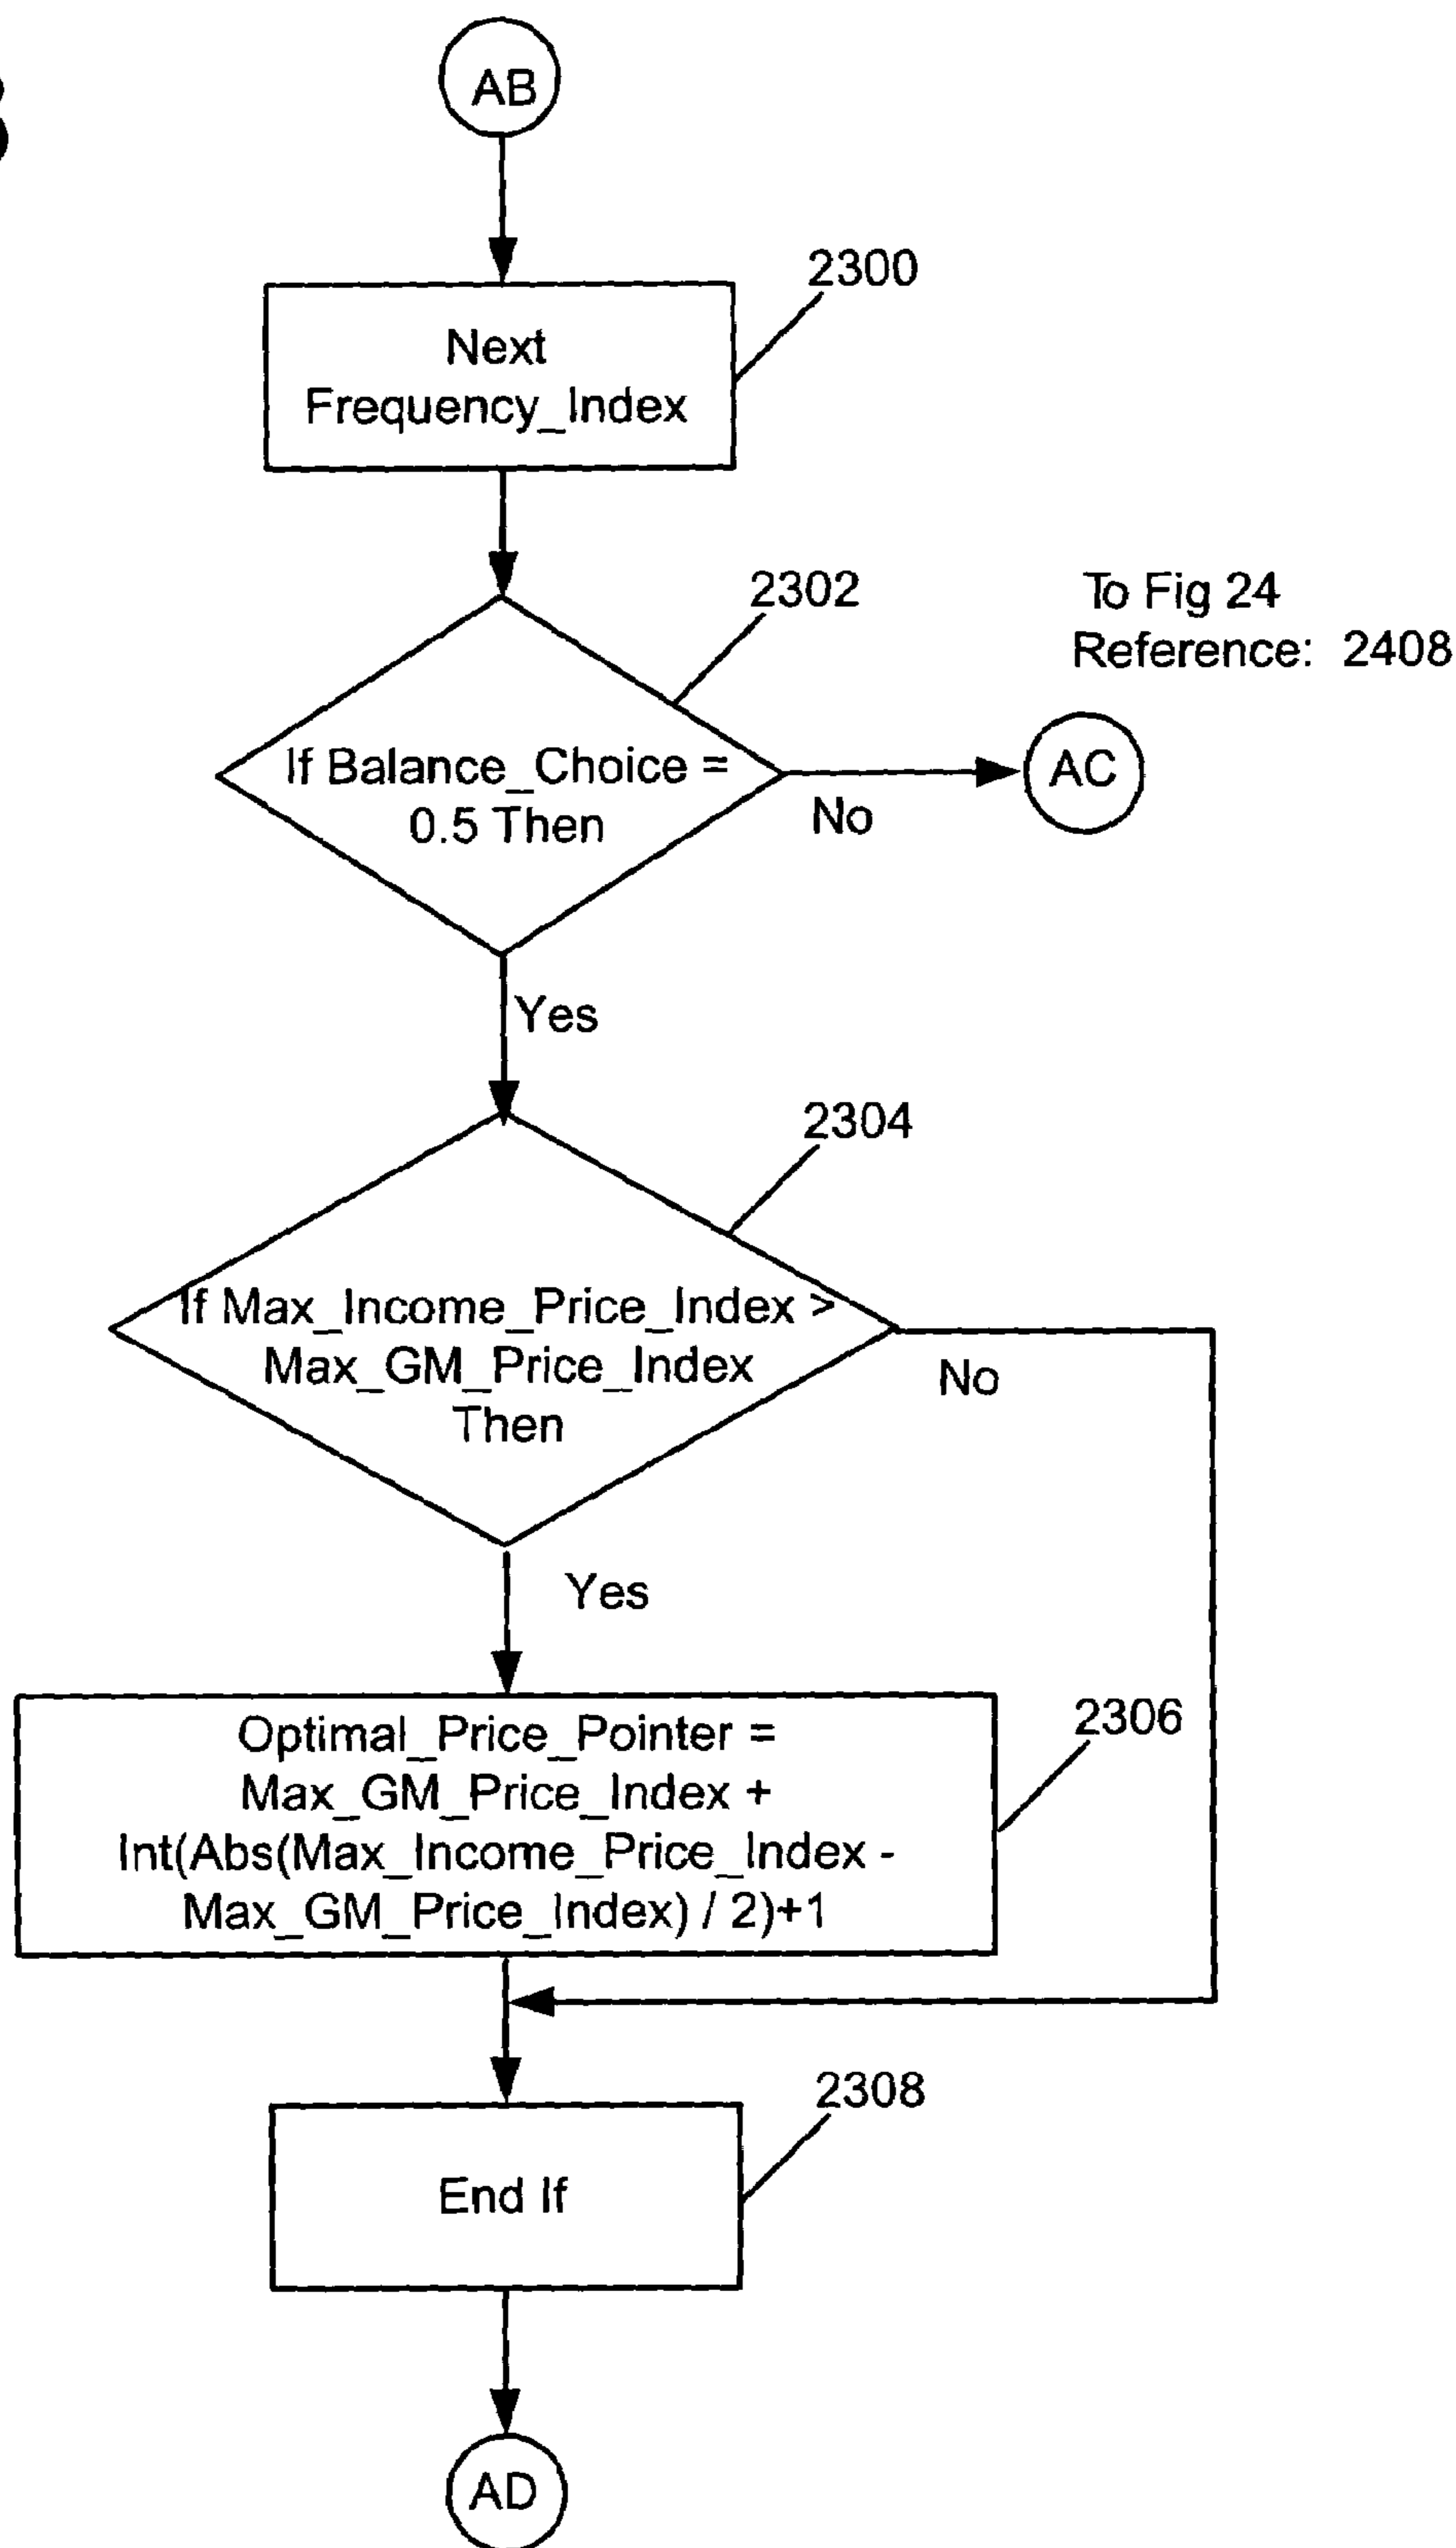 AB
2300
Next
Frequency_Index
2302
To Fig 24
Reference: 2408
If Balance_Choice =
0.5 Then
No
AC
Yes
2304
If Max_Income_Price_Index >
Max_GM_Price_Index
Then
No
Yes
2306
Optimal_Price_Pointer =
Max_GM_Price_Index +
Int(Abs(Max_Income_Price_Index -
Max_GM_Price_Index) / 2)+1
2308
End If
AD